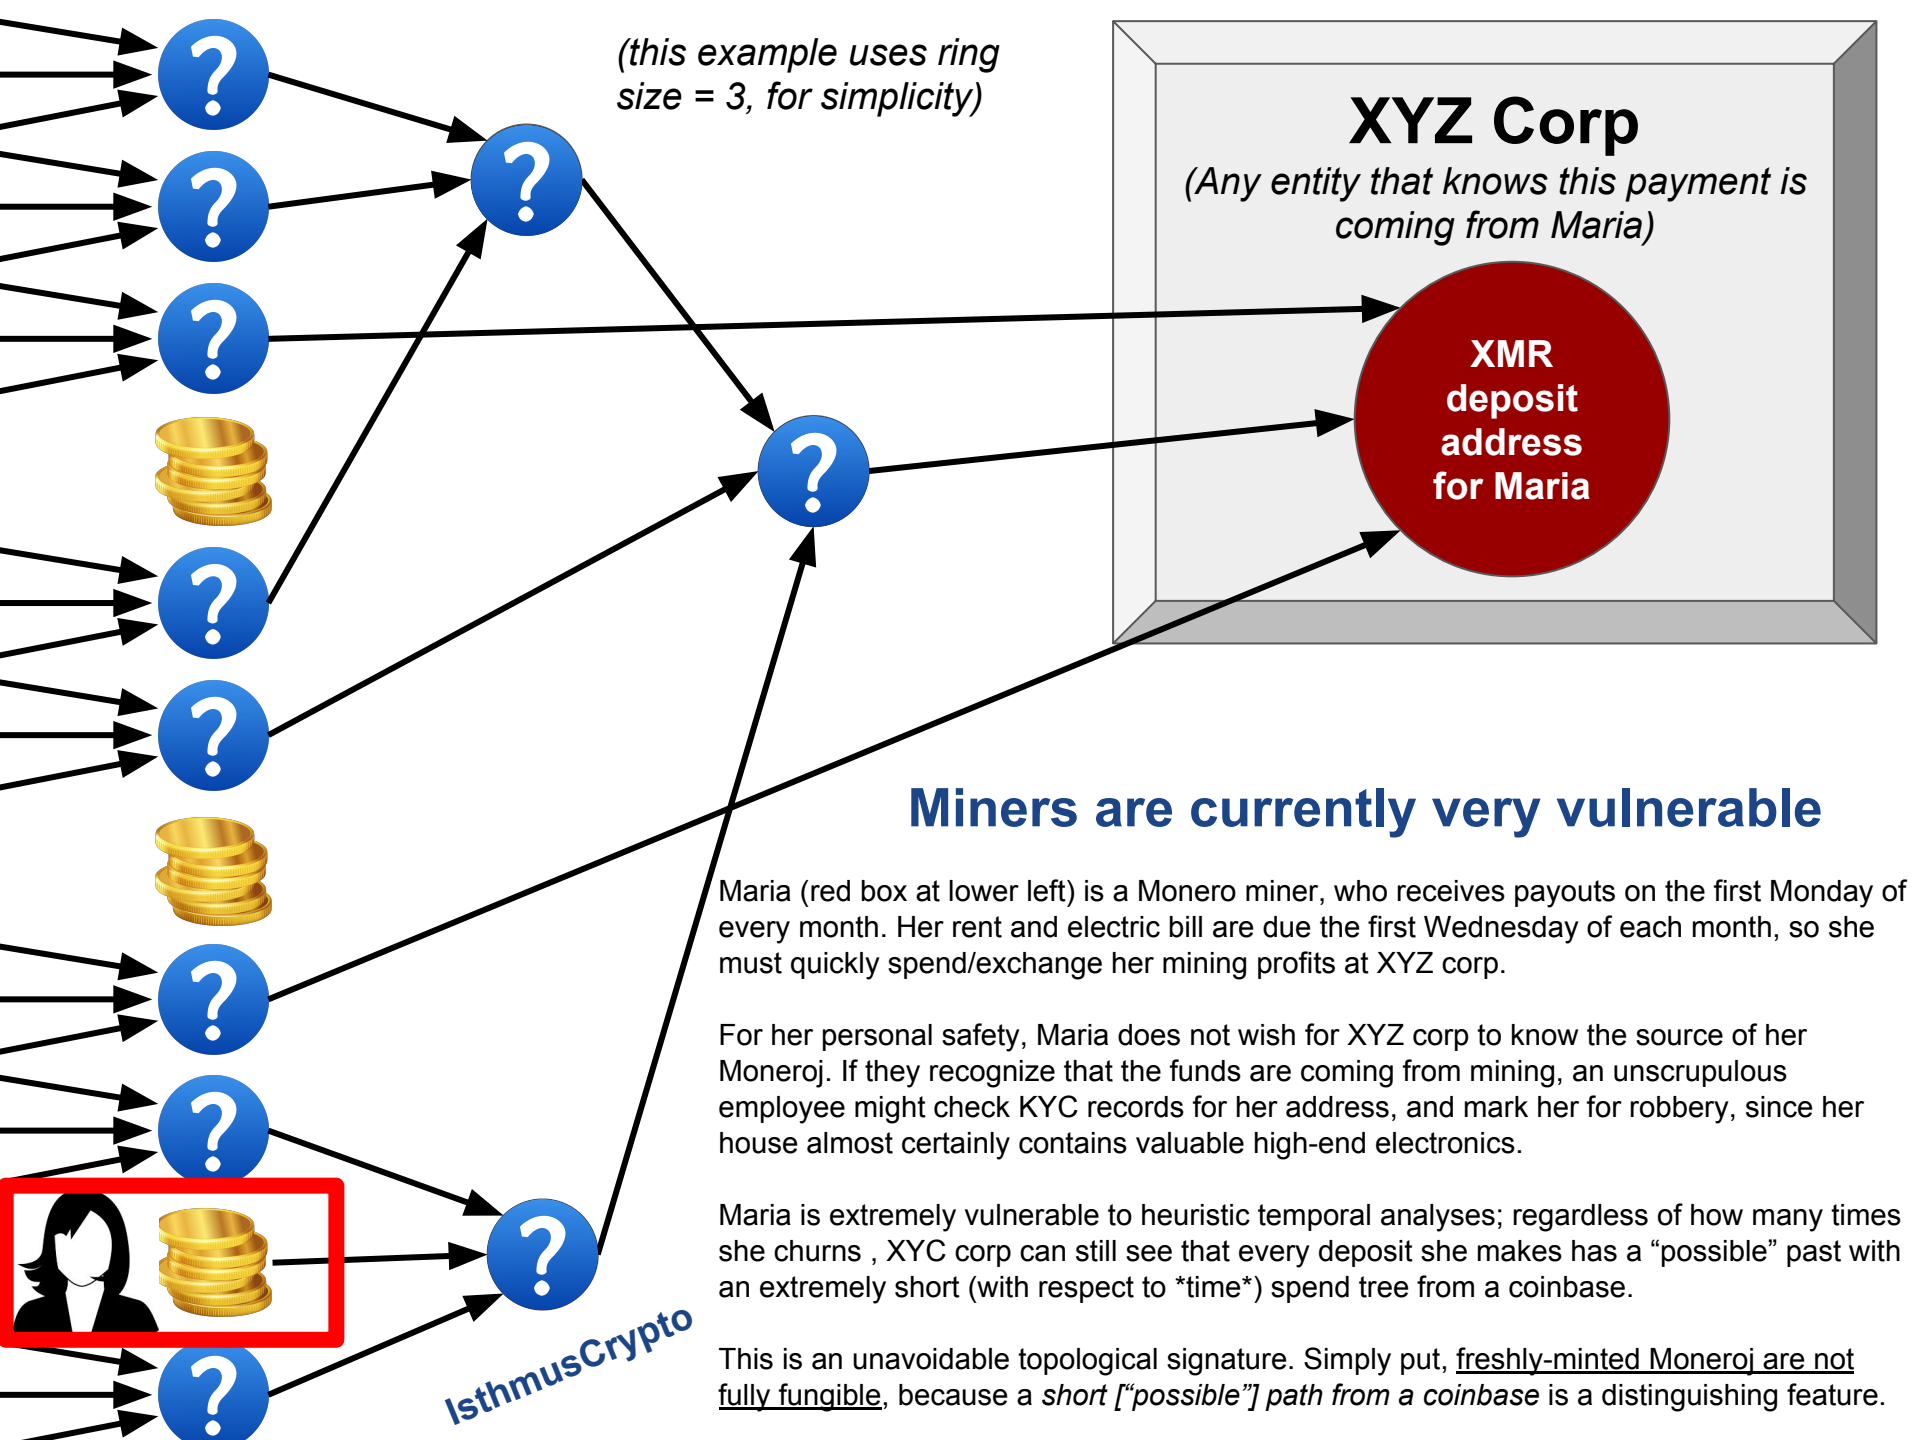 (this example uses ring
size = 3, for simplicity)
XYZ Corp
(Any entity that knows this payment is
coming from Maria)
XMR
deposit
address
for Maria
Miners are currently very vulnerable
Maria (red box at lower left) is a Monero miner, who receives payouts on the first Monday of
every month. Her rent and electric bill are due the first Wednesday of each month, so she
must quickly spend/exchange her mining profits at XYZ corp.
For her personal safety, Maria does not wish for XYZ corp to know the source of her
Moneroj. If they recognize that the funds are coming from mining, an unscrupulous
employee might check KYC records for her address, and mark her for robbery, since her
house almost certainly contains valuable high-end electronics.
Maria is extremely vulnerable to heuristic temporal analyses; regardless of how many times
she churns , XYC corp can still see that every deposit she makes has a “possible” past with
an extremely short (with respect to *time*) spend tree from a coinbase.
This is an unavoidable topological signature. Simply put, freshly-minted Moneroj are not
fully fungible, because a short [“possible”] path from a coinbase is a distinguishing feature.
IsthmusCrypto
?
?
?
?
?
?
?
?
?
?
?